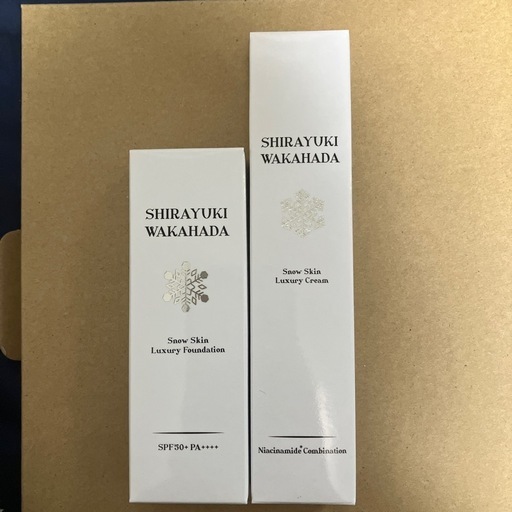 SHIRAYUKI
WAKAHADA
Snow Skin
Luxury Foundation
SPF50+ PA++++
SHIRAYUKI
WAKAHADA
Snow Skin
Luxury Cream
Niacinamide* Combination